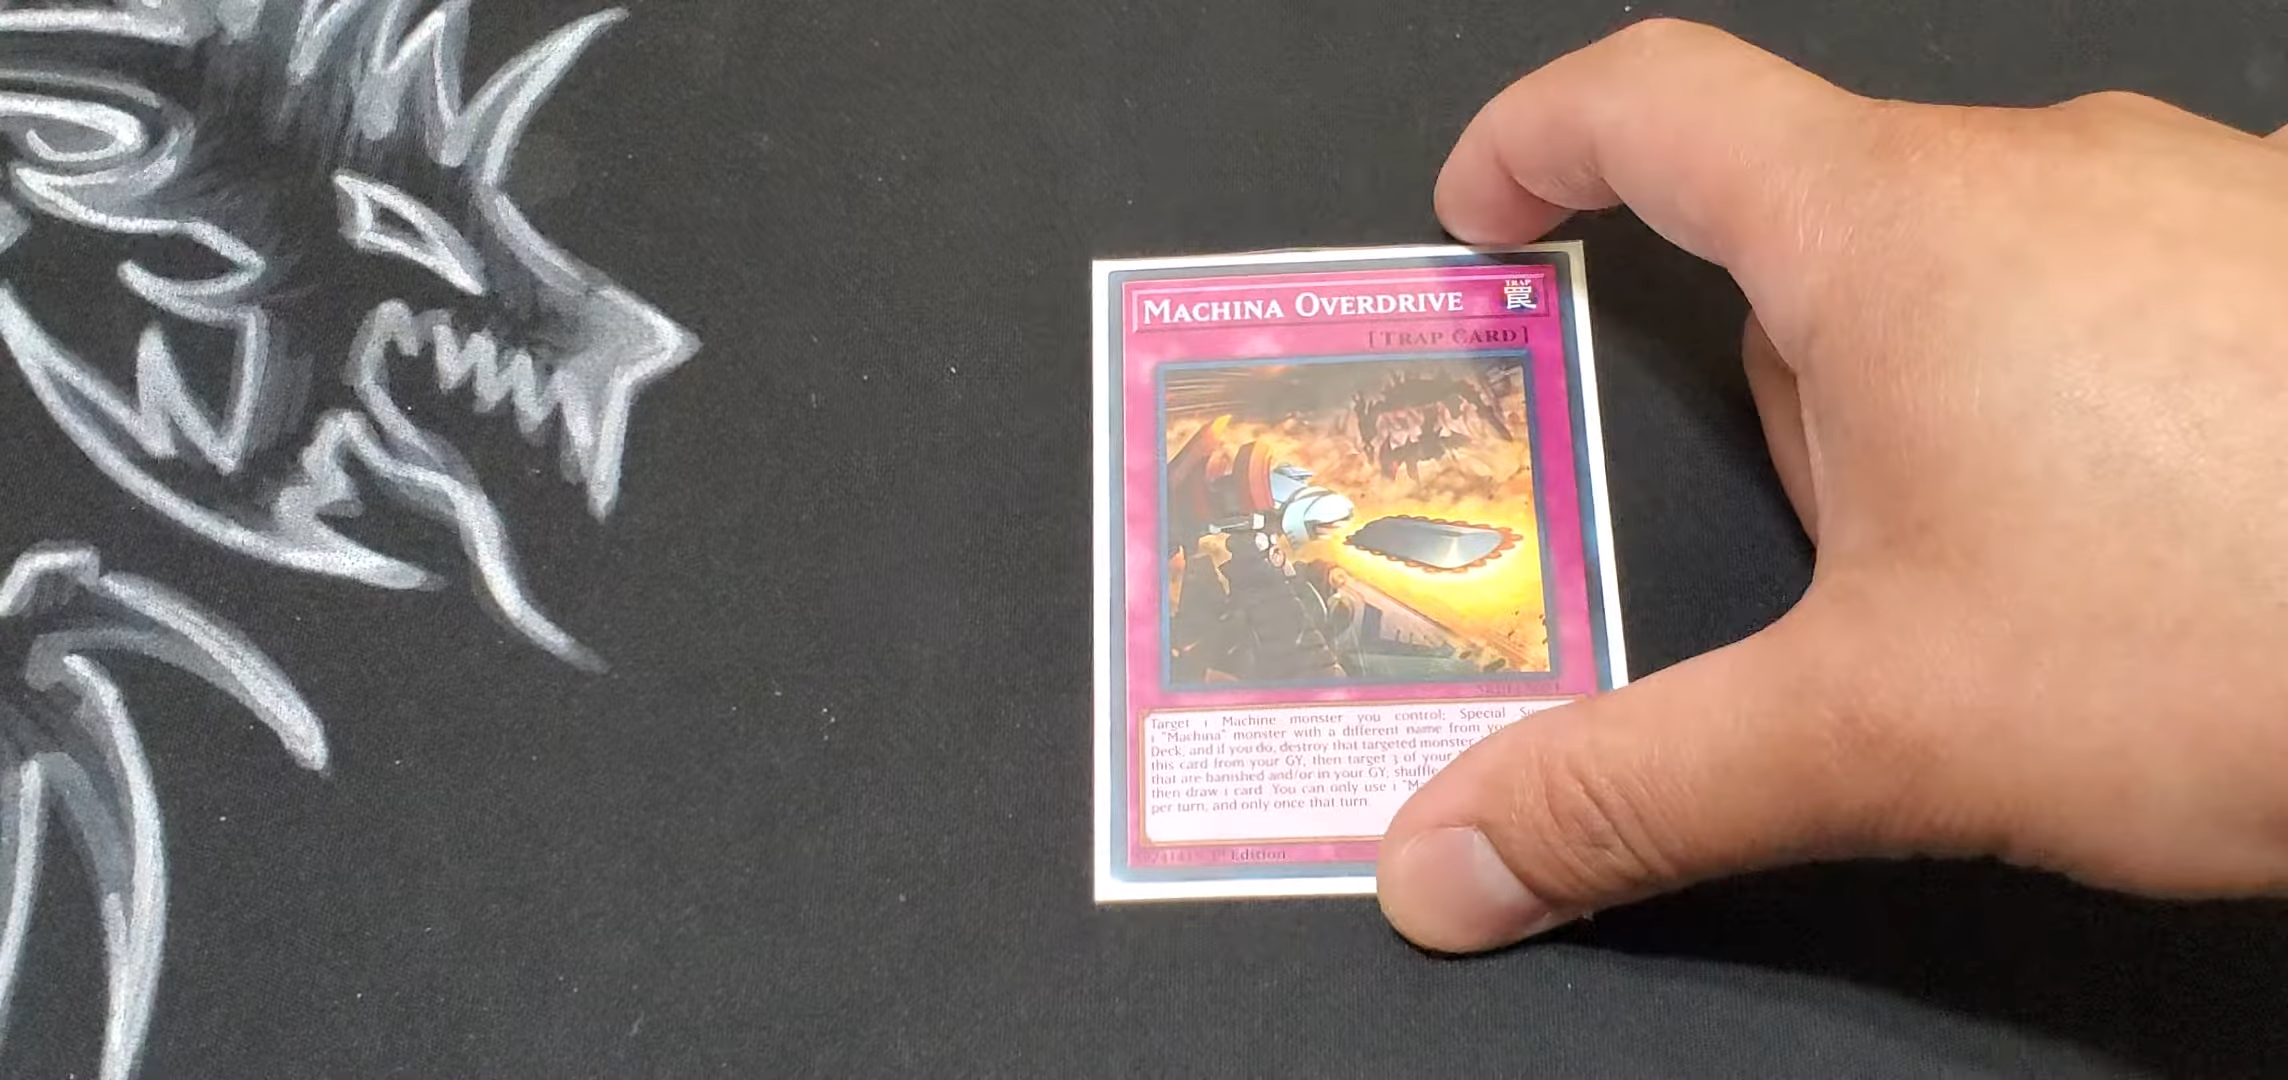 MACHINA OVERDRIVE
TRAP
罠
[TRAP CARD]
Target 1 Machine monster you control; Special
1 "Machina" monster with a different name from
Deck, and if you do, destroy that targeted monster
this card from your GY, then target 3 of your
that are banished and/or in your GY; shuffle
then draw 1 card. You can only use 1
per turn, and only once that turn.
1st Edition